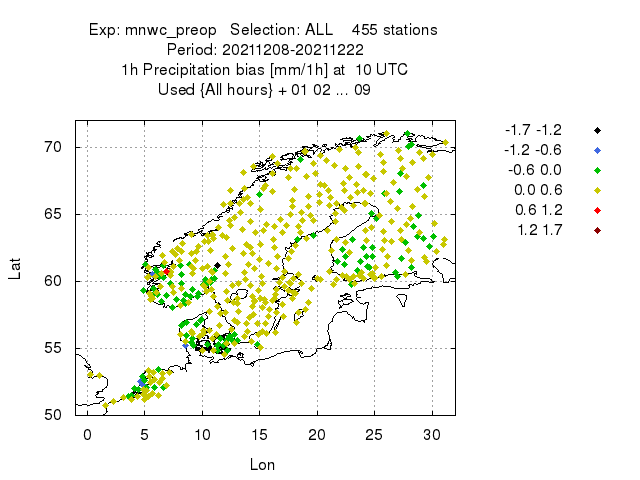 Exp: mnwc_preop   Selection: ALL    455 stations
Period: 20211208-20211222
1h Precipitation bias [mm/1h] at  10 UTC
Used {All hours} + 01 02 ... 09
-1.7 -1.2
-1.2 -0.6
-0.6 0.0
0.0 0.6
0.6 1.2
1.2 1.7
70
65
60
55
50
Lat
0 5 10 15 20 25 30
Lon